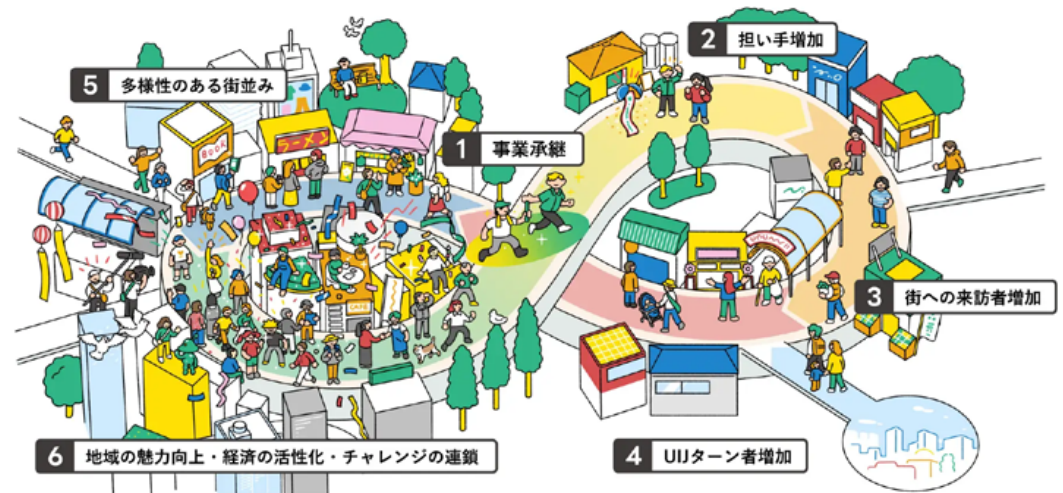 1 事業承継
2 担い手増加
3 街への来訪者増加
4 UIJターン者増加
5 多様性のある街並み
6 地域の魅力向上・経済の活性化・チャレンジの連鎖
BOOK
ラーメン
CAFE